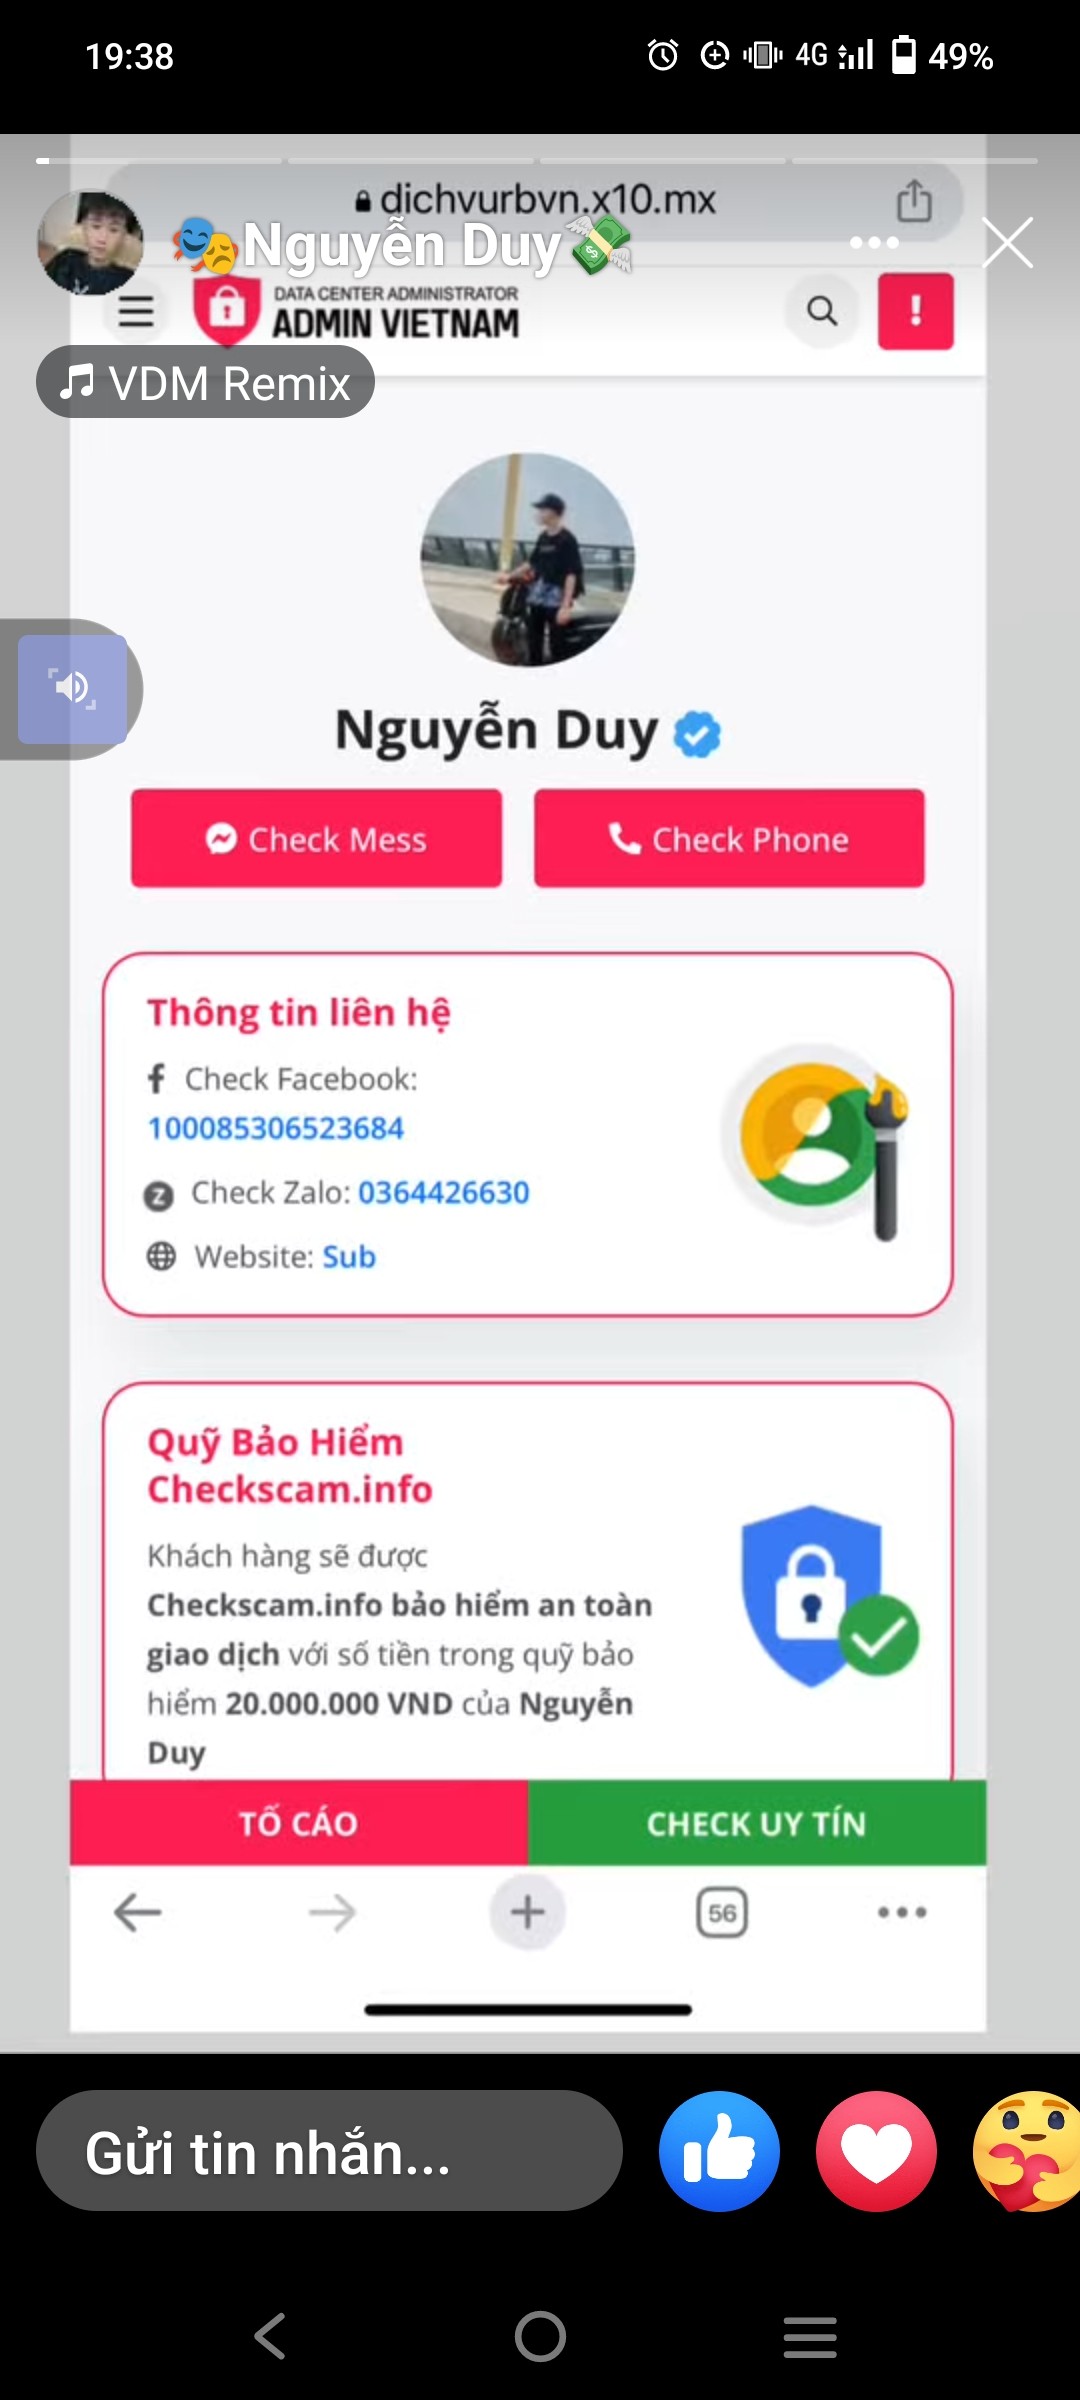 19:38
4G
49%
dichvurbvn.x10.mx
🎭Nguyễn Duy💸
DATA CENTER ADMINISTRATOR
ADMIN VIETNAM
!
VDM Remix
Nguyễn Duy
Check Mess
Check Phone
Thông tin liên hệ
Check Facebook:
100085306523684
Z Check Zalo: 0364426630
Website: Sub
Quỹ Bảo Hiểm
Checkscam.info
Khách hàng sẽ được
Checkscam.info bảo hiểm an toàn
giao dịch với số tiền trong quỹ bảo
hiểm 20.000.000 VND của Nguyễn
Duy
TỐ CÁO
CHECK UY TÍN
56
Gửi tin nhắn...